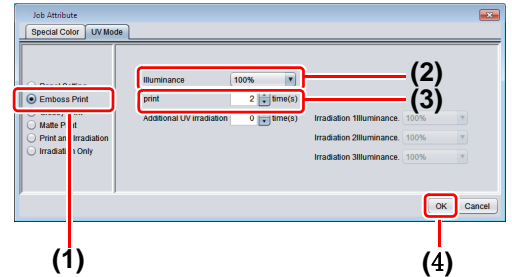 Job Attribute
Special Color UV Mode
Illuminance 100% (2)
Emboss Print print 2 time(s) (3)
Additional UV irradiation 0 time(s) Irradiation 1Illuminance. 100%
Matte Print
Print and Irradiation Irradiation 2Illuminance. 100%
Irradiation Only Irradiation 3Illuminance. 100%
OK Cancel
(1) (4)